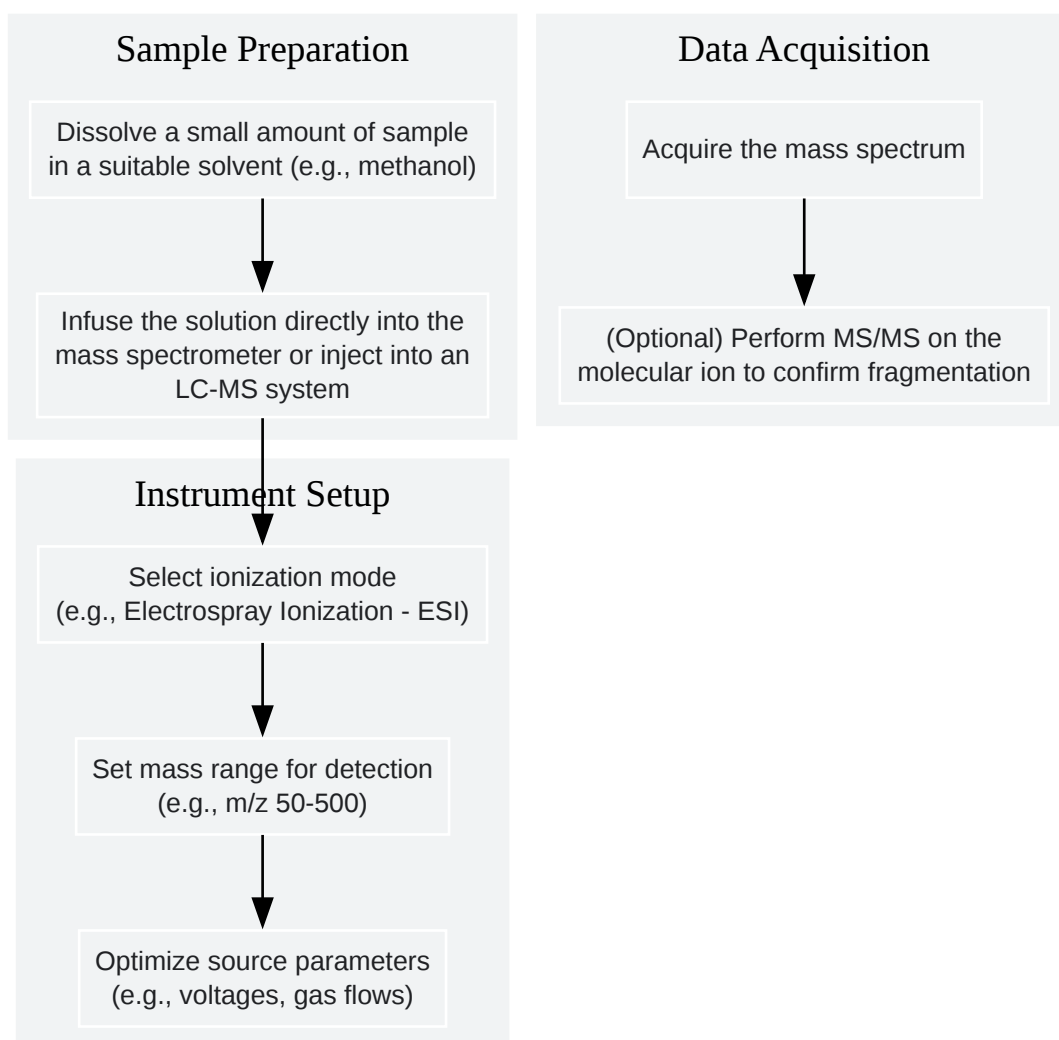 Sample Preparation
Dissolve a small amount of sample
in a suitable solvent (e.g., methanol)
Infuse the solution directly into the
mass spectrometer or inject into an
LC-MS system
Instrument Setup
Select ionization mode
(e.g., Electrospray Ionization - ESI)
Set mass range for detection
(e.g., m/z 50-500)
Optimize source parameters
(e.g., voltages, gas flows)
Data Acquisition
Acquire the mass spectrum
(Optional) Perform MS/MS on the
molecular ion to confirm fragmentation